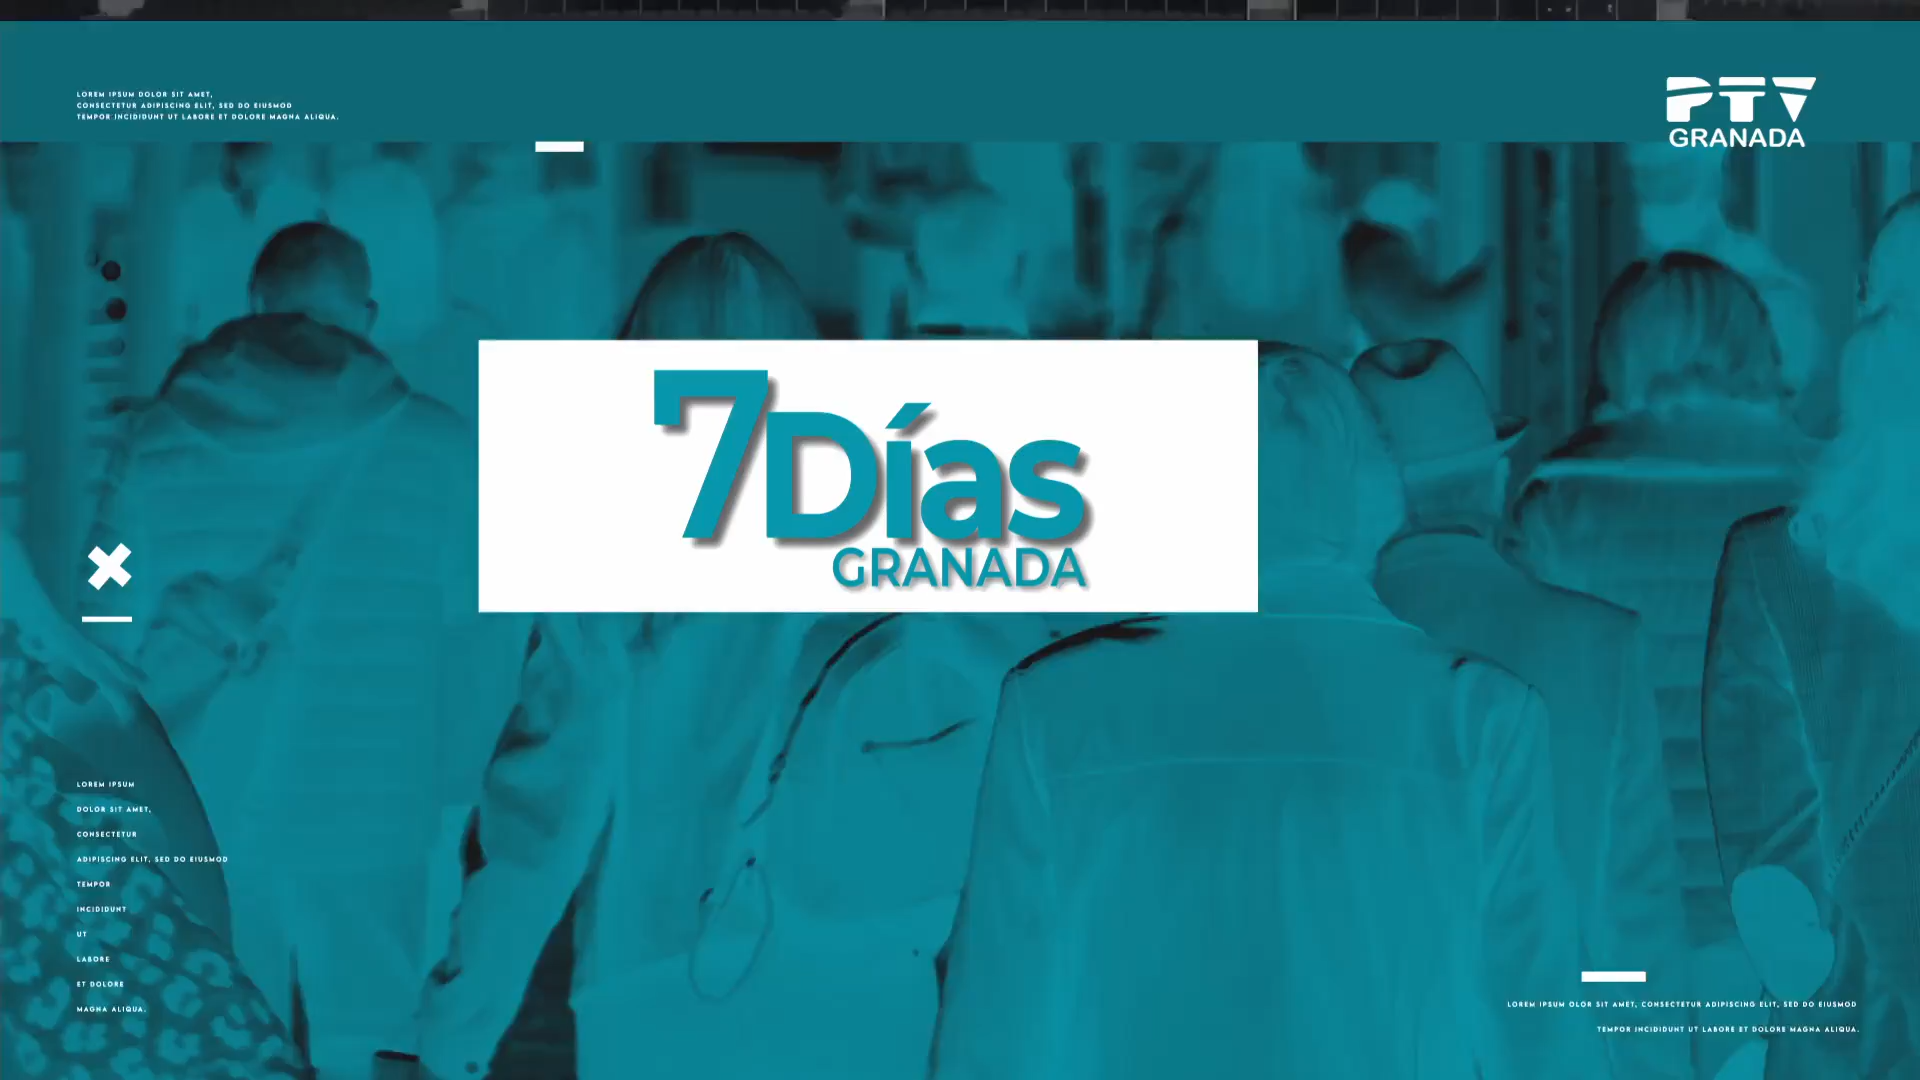 LOREM IPSUM DOLOR SIT AMET,
CONSECTETUR ADIPISCING ELIT, SED DO EIUSMOD
TEMPOR INCIDIDUNT UT LABORE ET DOLORE MAGNA ALIQUA.
PTV
GRANADA
7Días
GRANADA
LOREM IPSUM
DOLOR SIT AMET,
CONSECTETUR
ADIPISCING ELIT, SED DO EIUSMOD
TEMPOR
INCIDIDUNT
UT
LABORE
ET DOLORE
MAGNA ALIQUA.
LOREM IPSUM OLOR SIT AMET, CONSECTETUR ADIPISCING ELIT, SED DO EIUSMOD
TEMPOR INCIDIDUNT UT LABORE ET DOLORE MAGNA ALIQUA.